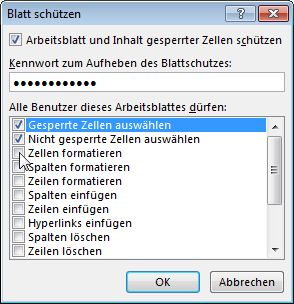 Blatt schützen
Arbeitsblatt und Inhalt gesperrter Zellen schützen
Kennwort zum Aufheben des Blattschutzes:
●●●●●●●●●●●●
Alle Benutzer dieses Arbeitsblattes dürfen:
Gesperrte Zellen auswählen
Nicht gesperrte Zellen auswählen
Zellen formatieren
Spalten formatieren
Zeilen formatieren
Spalten einfügen
Zeilen einfügen
Hyperlinks einfügen
Spalten löschen
Zeilen löschen
OK Abbrechen